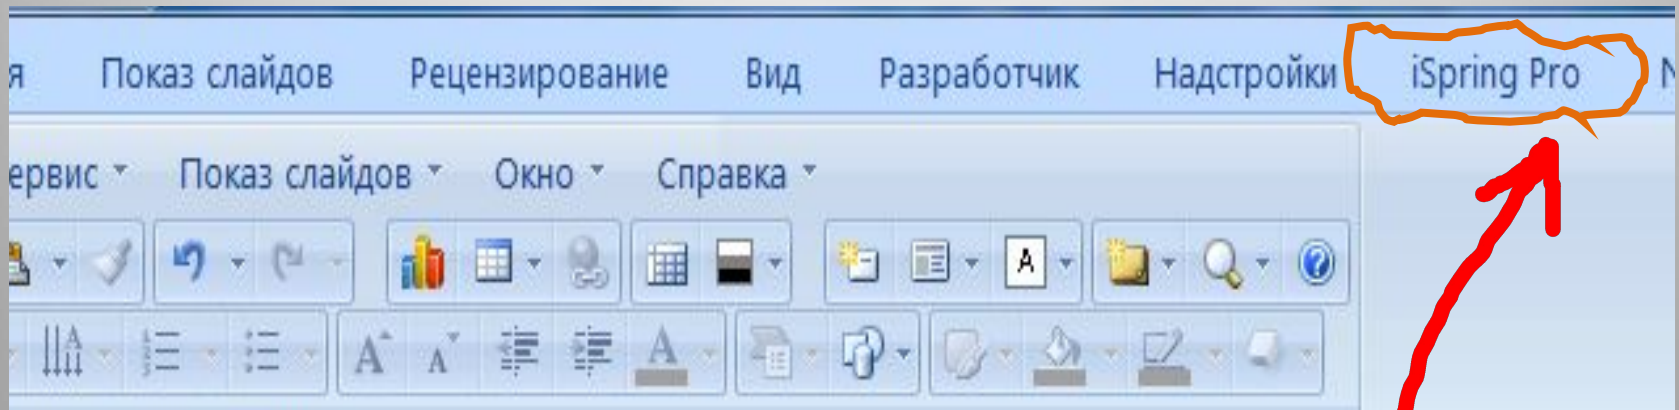 я Показ слайдов Рецензирование Вид Разработчик Надстройки iSpring Pro
ервис Показ слайдов Окно Справка
A
A A A